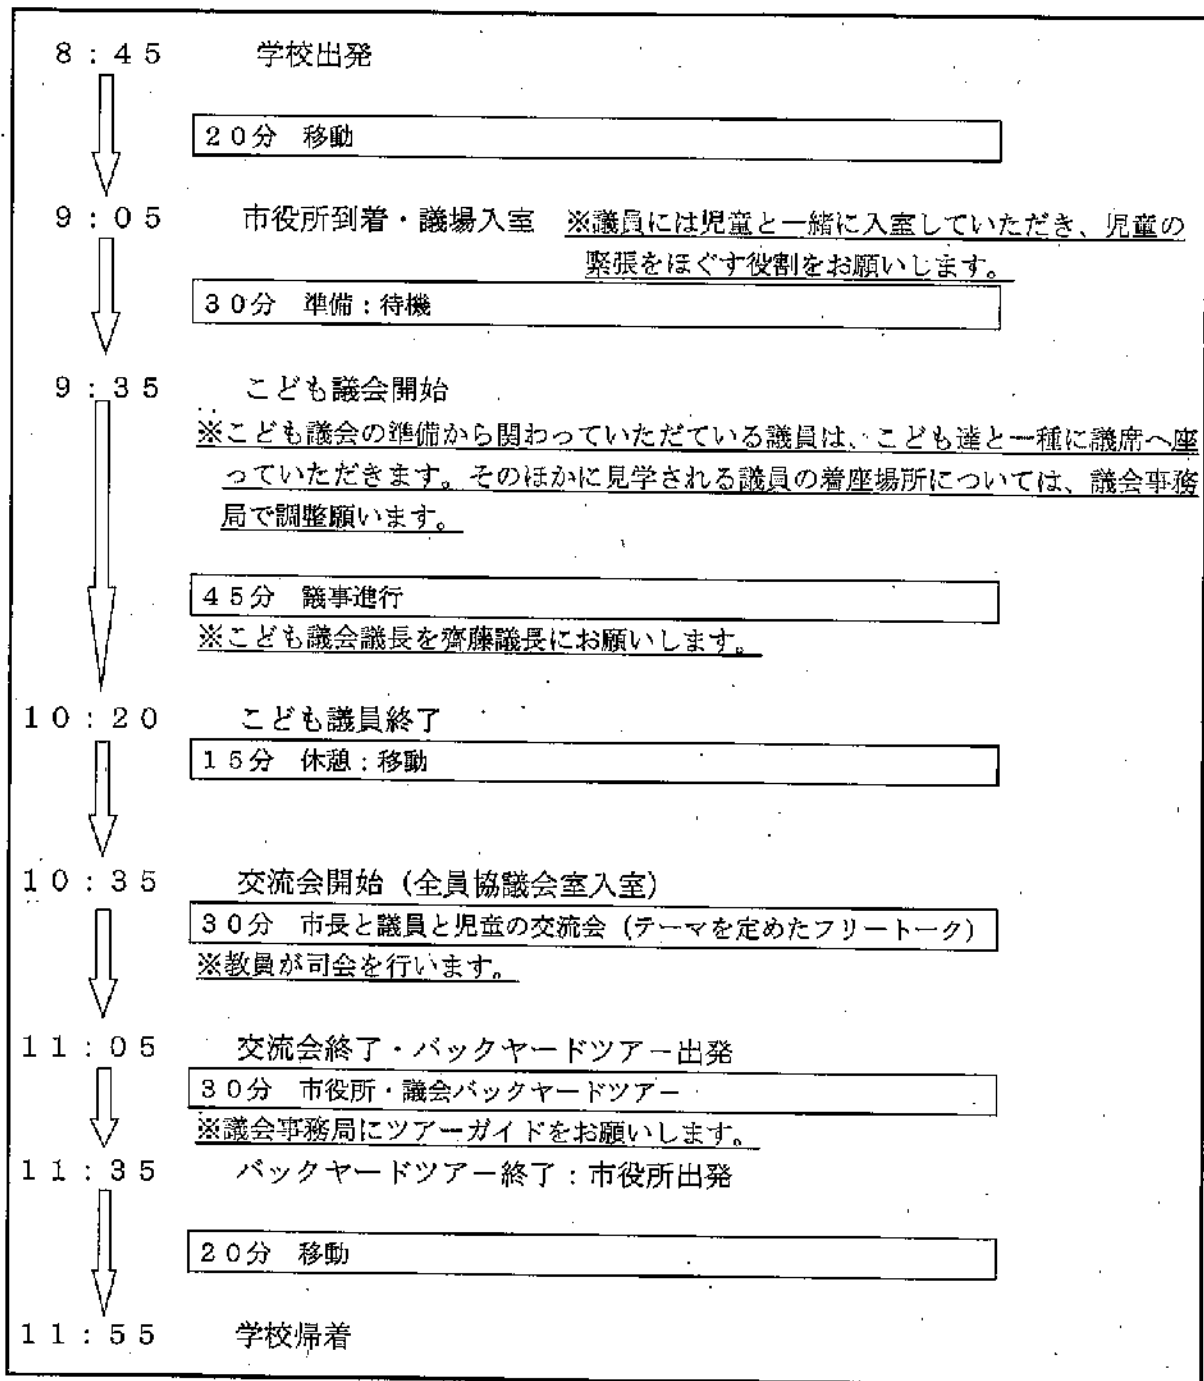 8:45 学校出発
20分 移動
9:05 市役所到着・議場入室 ※議員には児童と一緒に入室していただき、児童の
緊張をほぐす役割をお願いします。
30分 準備:待機
9:35 こども議会開始
※こども議会の準備から関わっていただている議員は、こども達と一種に議席へ座
っていただきます。そのほかに見学される議員の着座場所については、議会事務
局で調整願います。
45分 議事進行
※こども議会議長を齊藤議長にお願いします。
10:20 こども議員終了
15分 休憩:移動
10:35 交流会開始(全員協議会室入室)
30分 市長と議員と児童の交流会(テーマを定めたフリートーク)
※教員が司会を行います。
11:05 交流会終了・バックヤードツアー出発
30分 市役所・議会バックヤードツアー
※議会事務局にツアーガイドをお願いします。
11:35 バックヤードツアー終了:市役所出発
20分 移動
11:55 学校帰着